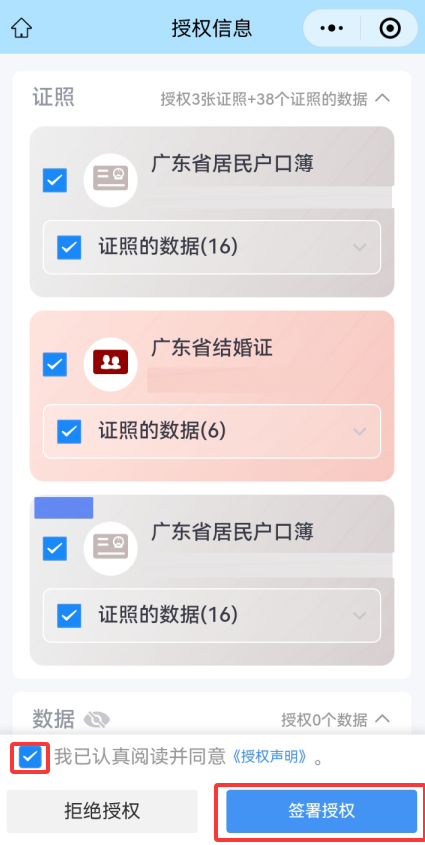 授权信息
证照
授权3张证照+38个证照的数据
广东省居民户口簿
证照的数据(16)
广东省结婚证
证照的数据(6)
广东省居民户口簿
证照的数据(16)
数据
授权0个数据
我已认真阅读并同意《授权声明》。
拒绝授权
签署授权